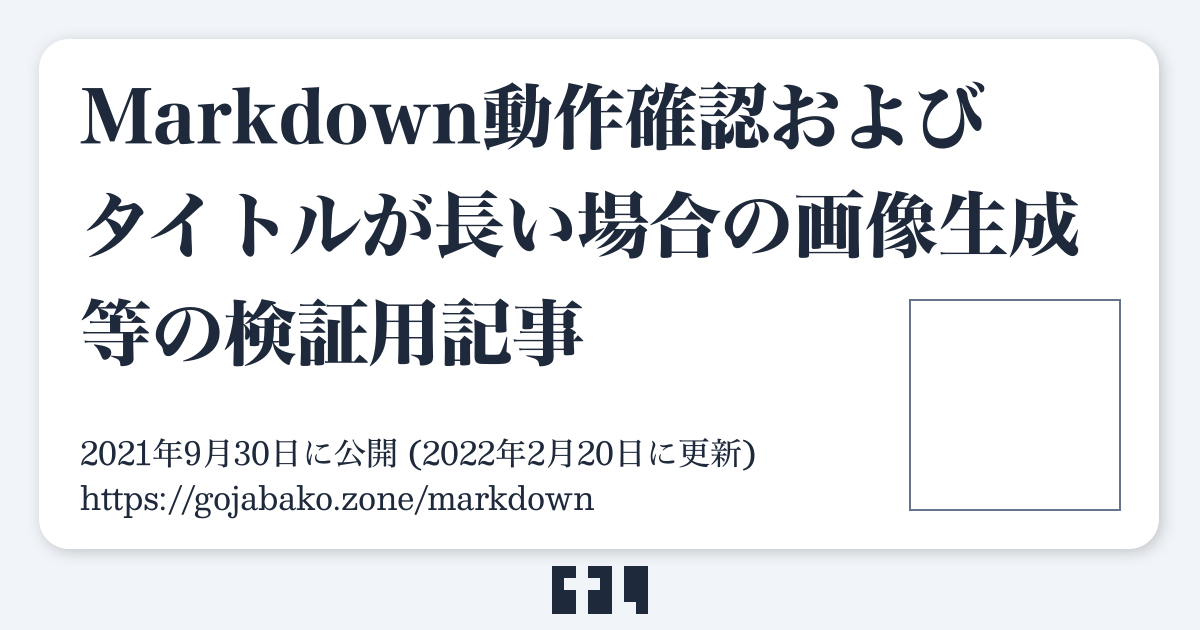 Markdown動作確認および
タイトルが長い場合の画像生成
等の検証用記事
2021年9月30日に公開 (2022年2月20日に更新)
https://gojabako.zone/markdown